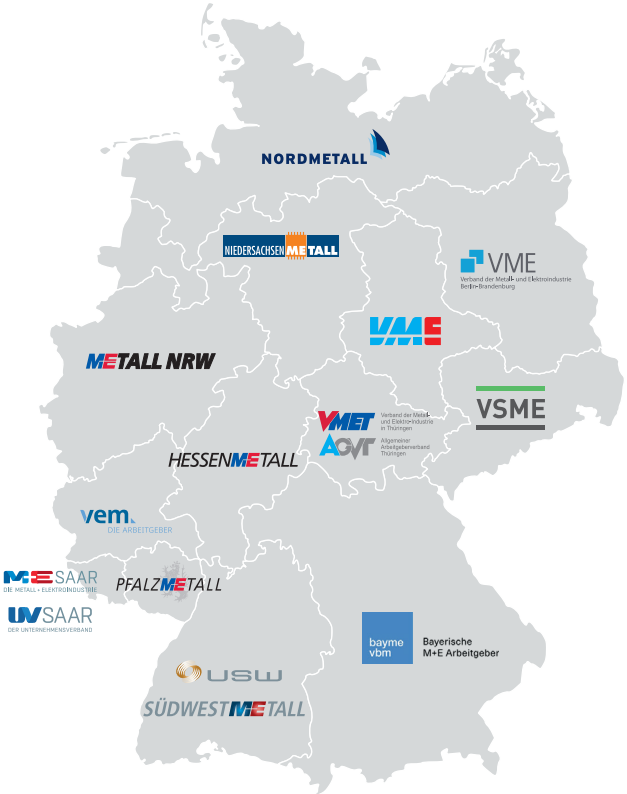 NORDMETALL
NIEDERSACHSENMETALL
VME
Verband der Metall- und Elektroindustrie
Berlin-Brandenburg
VME
METALL NRW
VSME
VMET
Verband der Metall-
und Elektro-Industrie
in Thüringen
AGVT
Allgemeiner
Arbeitgeberverband
Thüringen
HESSENMETALL
vem.
DIE ARBEITGEBER
ME SAAR
DIE METALL+ELEKTROINDUSTRIE
PFALZMETALL
UV SAAR
DER UNTERNEHMENSVERBAND
bayme
vbm
Bayerische
M+E Arbeitgeber
USW
SÜDWESTMETALL